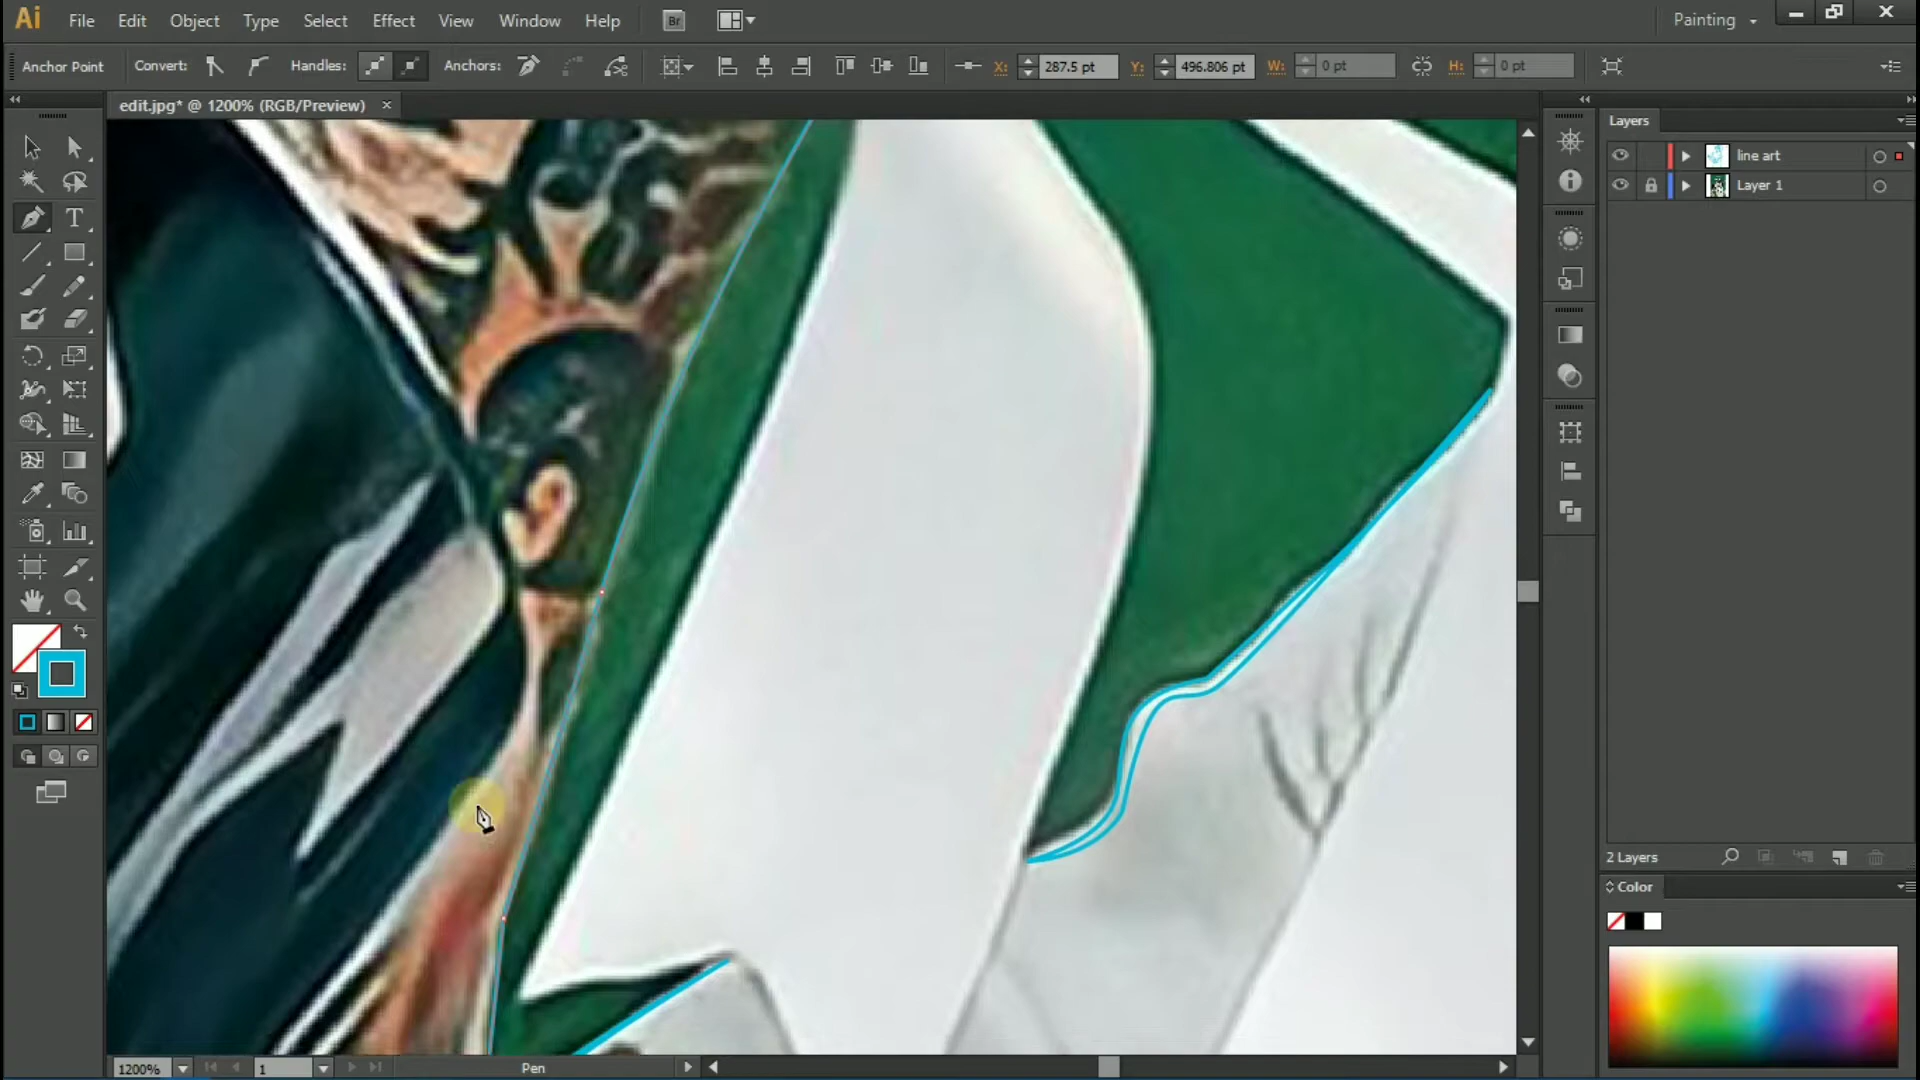 Ai File Edit Object Type Select Effect View Window Help Br Painting
Anchor Point Convert: Handles: Anchors: X: 287.5 pt Y: 496.806 pt W: 0 pt H: 0 pt
edit.jpg* @ 1200% (RGB/Preview)
Layers
line art
Layer 1
T
2 Layers
Color
1200% 1 Pen